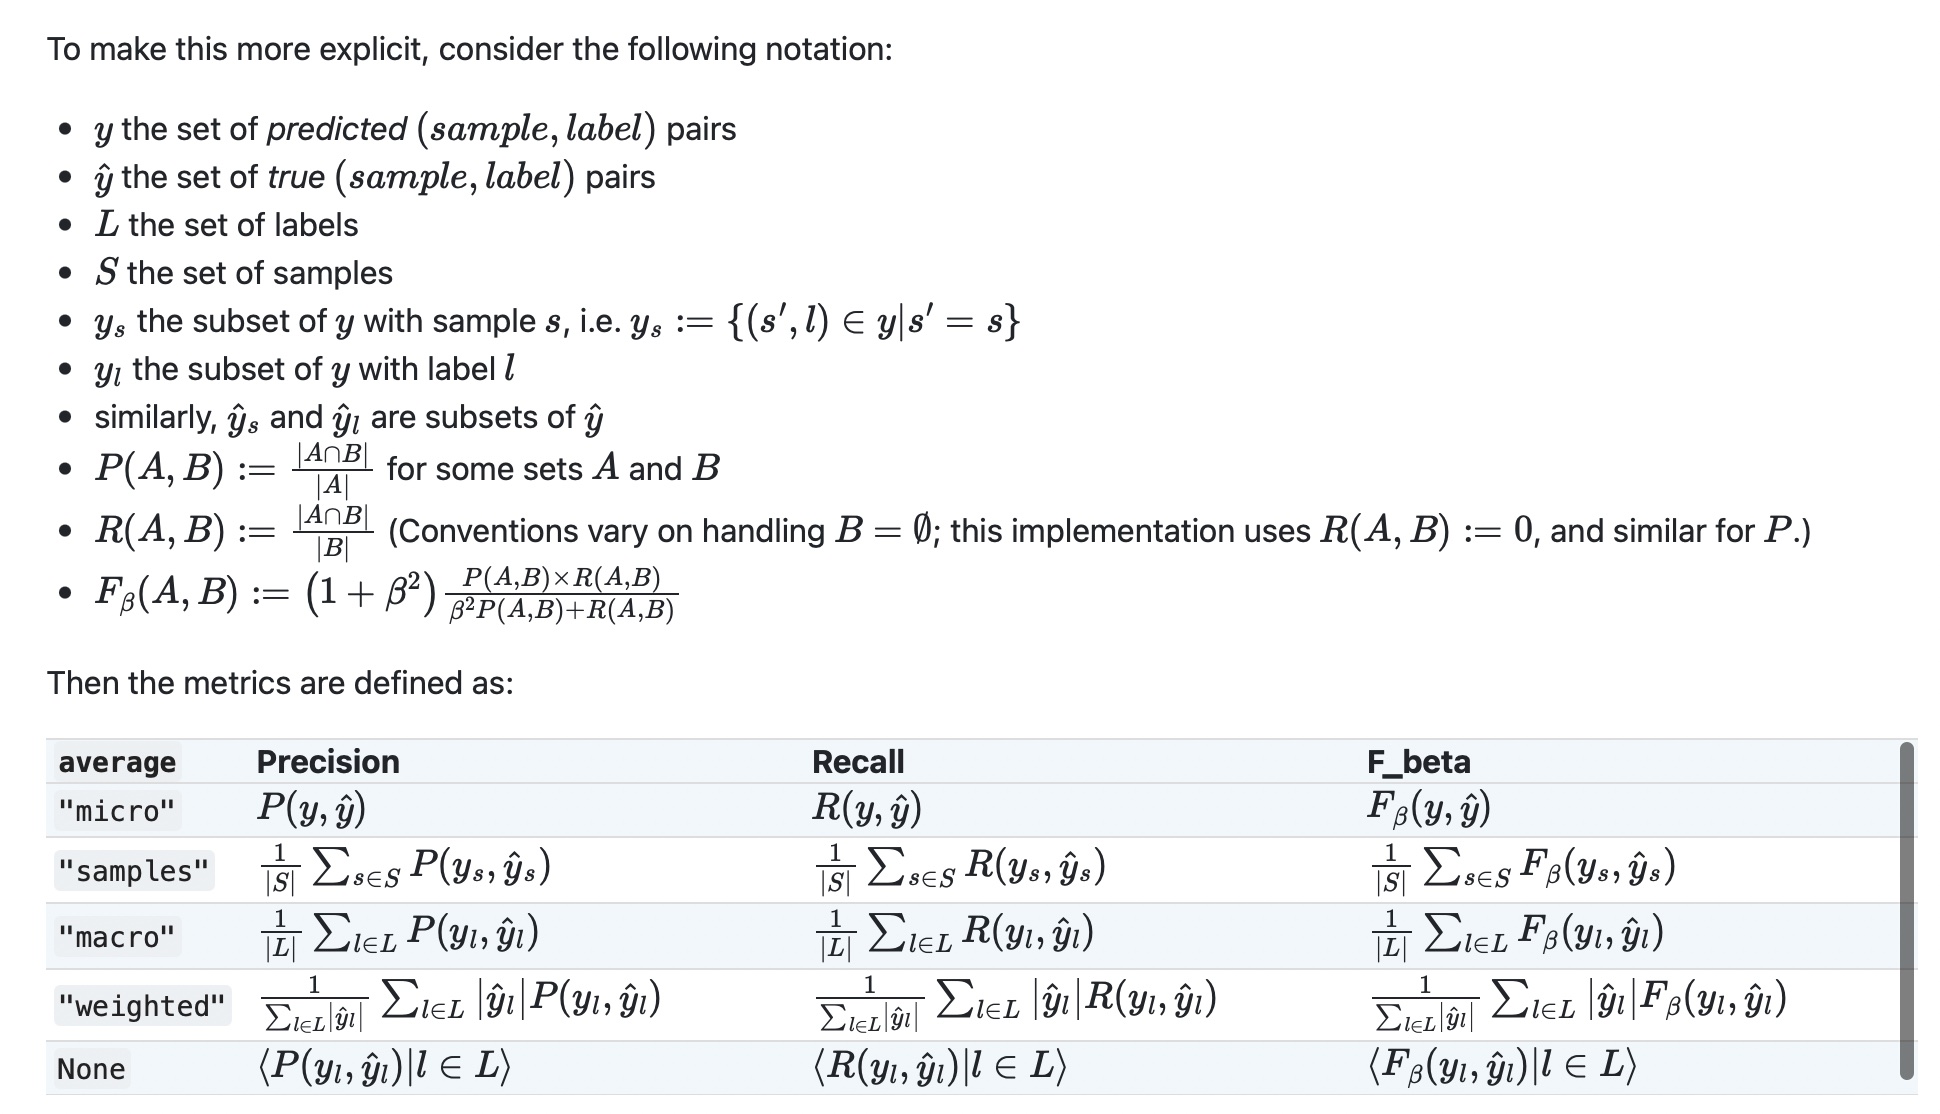 To make this more explicit, consider the following notation:
• $y$ the set of predicted $(sample, label)$ pairs
• $\hat{y}$ the set of true $(sample, label)$ pairs
• $L$ the set of labels
• $S$ the set of samples
• $y_s$ the subset of $y$ with sample $s$, i.e. $y_s := \{(s', l) \in y | s' = s\}$
• $y_l$ the subset of $y$ with label $l$
• similarly, $\hat{y}_s$ and $\hat{y}_l$ are subsets of $\hat{y}$
• $P(A, B) := \frac{|A \cap B|}{|A|}$ for some sets $A$ and $B$
• $R(A, B) := \frac{|A \cap B|}{|B|}$ (Conventions vary on handling $B = \emptyset$; this implementation uses $R(A, B) := 0$, and similar for $P$.)
• $F_\beta(A, B) := (1 + \beta^2) \frac{P(A,B) \times R(A,B)}{\beta^2 P(A,B) + R(A,B)}$
Then the metrics are defined as:
average Precision Recall F_beta
"micro" $P(y, \hat{y})$ $R(y, \hat{y})$ $F_\beta(y, \hat{y})$
"samples" $\frac{1}{|S|} \sum_{s \in S} P(y_s, \hat{y}_s)$ $\frac{1}{|S|} \sum_{s \in S} R(y_s, \hat{y}_s)$ $\frac{1}{|S|} \sum_{s \in S} F_\beta(y_s, \hat{y}_s)$
"macro" $\frac{1}{|L|} \sum_{l \in L} P(y_l, \hat{y}_l)$ $\frac{1}{|L|} \sum_{l \in L} R(y_l, \hat{y}_l)$ $\frac{1}{|L|} \sum_{l \in L} F_\beta(y_l, \hat{y}_l)$
"weighted" $\frac{1}{\sum_{l \in L} |\hat{y}_l|} \sum_{l \in L} |\hat{y}_l| P(y_l, \hat{y}_l)$ $\frac{1}{\sum_{l \in L} |\hat{y}_l|} \sum_{l \in L} |\hat{y}_l| R(y_l, \hat{y}_l)$ $\frac{1}{\sum_{l \in L} |\hat{y}_l|} \sum_{l \in L} |\hat{y}_l| F_\beta(y_l, \hat{y}_l)$
None $\langle P(y_l, \hat{y}_l) | l \in L \rangle$ $\langle R(y_l, \hat{y}_l) | l \in L \rangle$ $\langle F_\beta(y_l, \hat{y}_l) | l \in L \rangle$